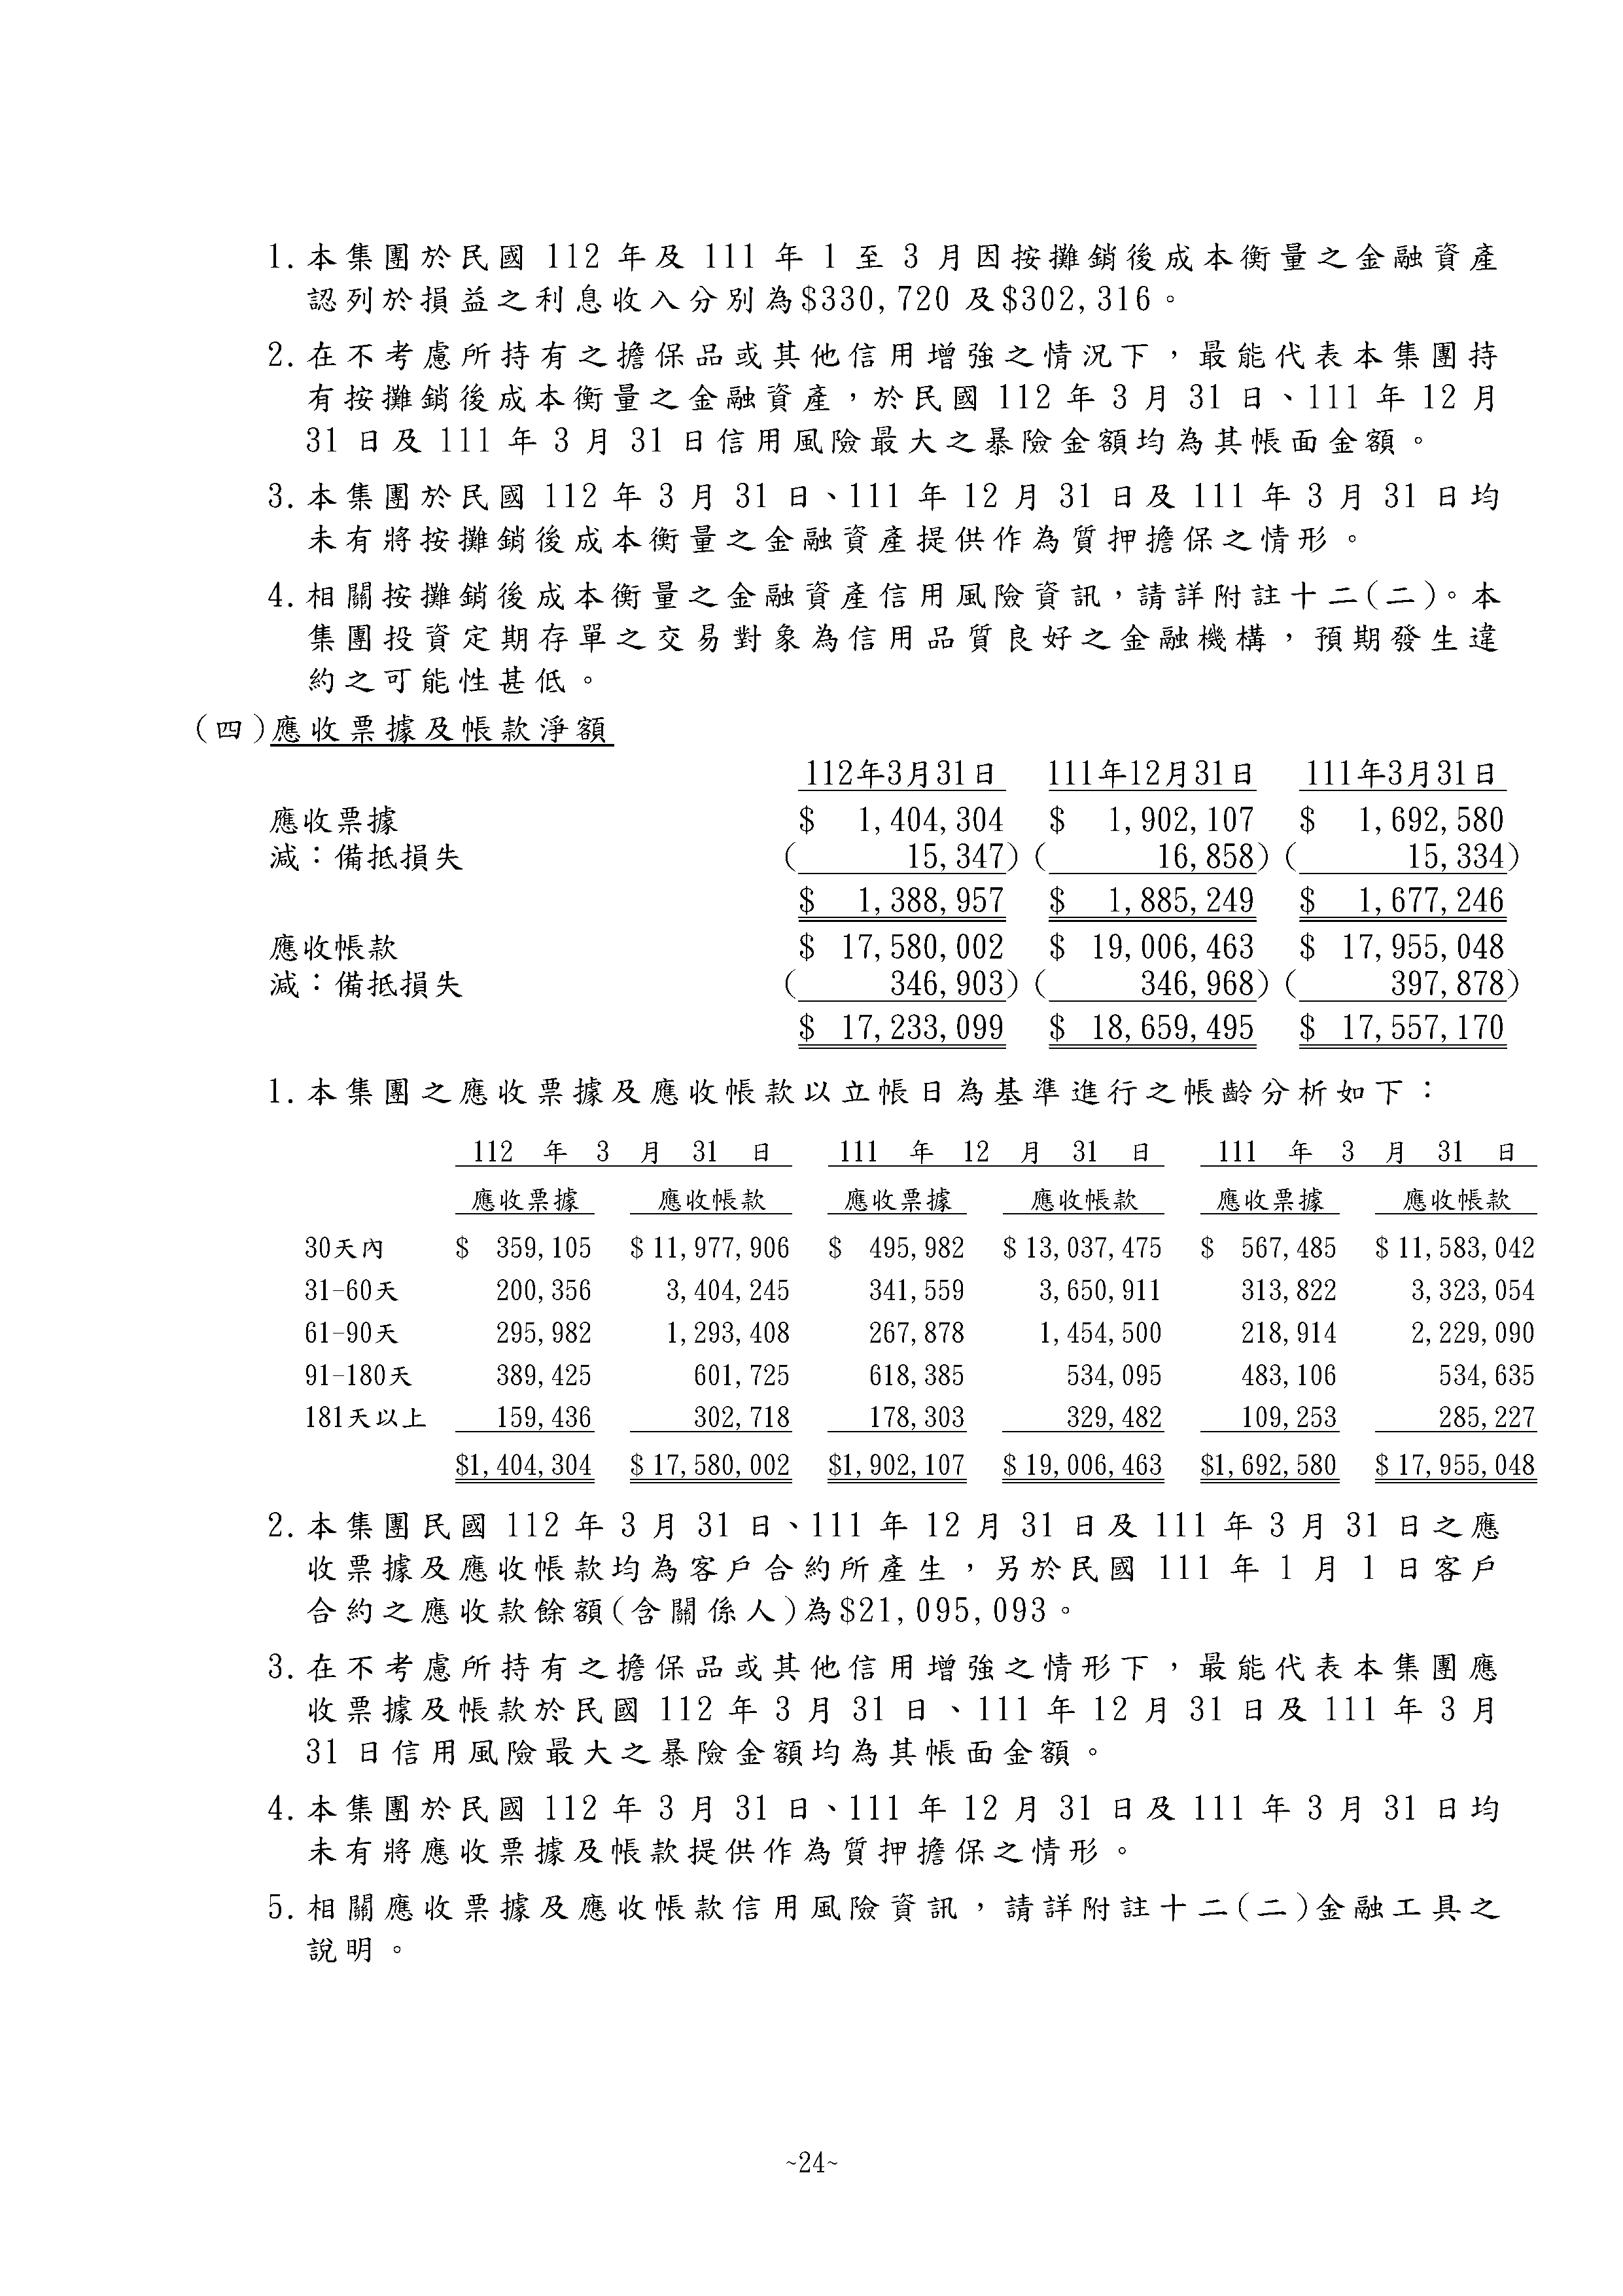 1.本集團於民國 112 年及 111 年 1 至 3 月因按攤銷後成本衡量之金融資產
認列於損益之利息收入分別為$330,720 及$302,316。
2.在不考慮所持有之擔保品或其他信用增強之情況下，最能代表本集團持
有按攤銷後成本衡量之金融資產，於民國 112 年 3 月 31 日、111 年 12 月
31 日及 111 年 3 月 31 日信用風險最大之暴險金額均為其帳面金額。
3.本集團於民國 112 年 3 月 31 日、111 年 12 月 31 日及 111 年 3 月 31 日均
未有將按攤銷後成本衡量之金融資產提供作為質押擔保之情形。
4.相關按攤銷後成本衡量之金融資產信用風險資訊，請詳附註十二(二)。本
集團投資定期存單之交易對象為信用品質良好之金融機構，預期發生違
約之可能性甚低。
(四)應收票據及帳款淨額
112年3月31日 111年12月31日 111年3月31日
應收票據 $ 1,404,304 $ 1,902,107 $ 1,692,580
減：備抵損失 ( 15,347) ( 16,858) ( 15,334)
$ 1,388,957 $ 1,885,249 $ 1,677,246
應收帳款 $ 17,580,002 $ 19,006,463 $ 17,955,048
減：備抵損失 ( 346,903) ( 346,968) ( 397,878)
$ 17,233,099 $ 18,659,495 $ 17,557,170
1.本集團之應收票據及應收帳款以立帳日為基準進行之帳齡分析如下：
112 年 3 月 31 日 111 年 12 月 31 日 111 年 3 月 31 日
應收票據 應收帳款 應收票據 應收帳款 應收票據 應收帳款
30天內 $ 359,105 $ 11,977,906 $ 495,982 $ 13,037,475 $ 567,485 $ 11,583,042
31-60天 200,356 3,404,245 341,559 3,650,911 313,822 3,323,054
61-90天 295,982 1,293,408 267,878 1,454,500 218,914 2,229,090
91-180天 389,425 601,725 618,385 534,095 483,106 534,635
181天以上 159,436 302,718 178,303 329,482 109,253 285,227
$1,404,304 $ 17,580,002 $1,902,107 $ 19,006,463 $1,692,580 $ 17,955,048
2.本集團民國 112 年 3 月 31 日、111 年 12 月 31 日及 111 年 3 月 31 日之應
收票據及應收帳款均為客戶合約所產生，另於民國 111 年 1 月 1 日客戶
合約之應收款餘額(含關係人)為$21,095,093。
3.在不考慮所持有之擔保品或其他信用增強之情形下，最能代表本集團應
收票據及帳款於民國 112 年 3 月 31 日、111 年 12 月 31 日及 111 年 3 月
31 日信用風險最大之暴險金額均為其帳面金額。
4.本集團於民國 112 年 3 月 31 日、111 年 12 月 31 日及 111 年 3 月 31 日均
未有將應收票據及帳款提供作為質押擔保之情形。
5.相關應收票據及應收帳款信用風險資訊，請詳附註十二(二)金融工具之
說明。
~24~